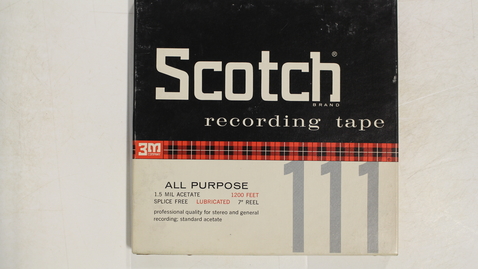 Scotch®
BRAND
recording tape
3m
111
ALL PURPOSE
1.5 MIL ACETATE 1200 FEET
SPLICE FREE LUBRICATED 7" REEL
professional quality for stereo and general
recording; standard acetate